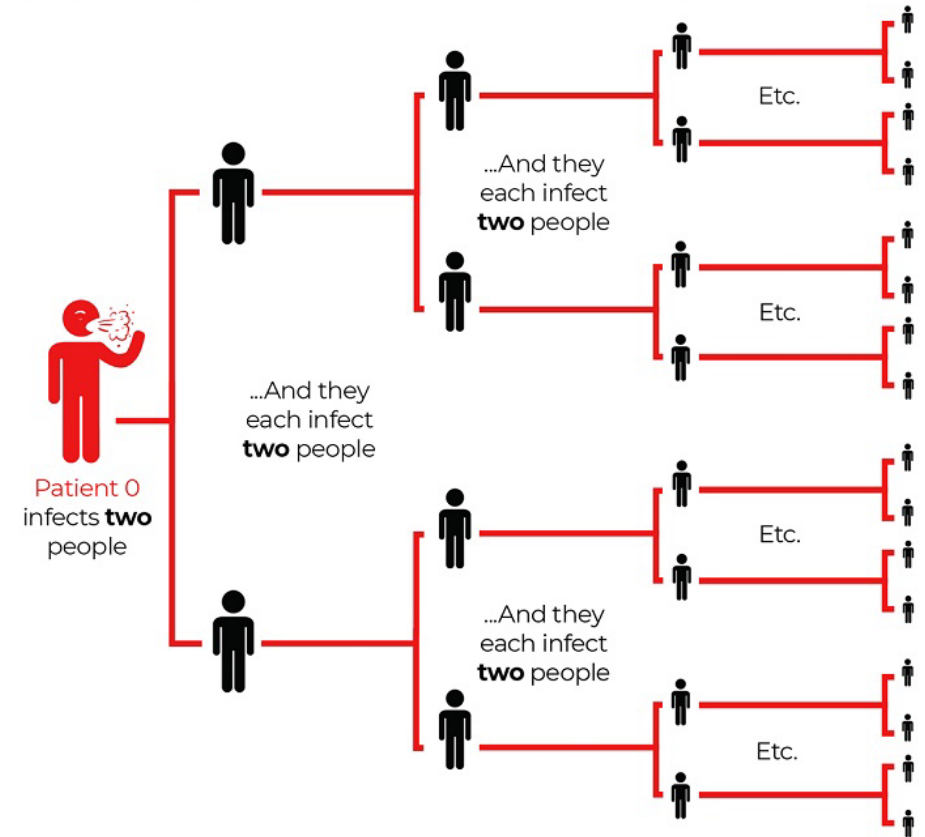 Patient 0
infects two
people
...And they
each infect
two people
...And they
each infect
two people
...And they
each infect
two people
Etc.
Etc.
Etc.
Etc.